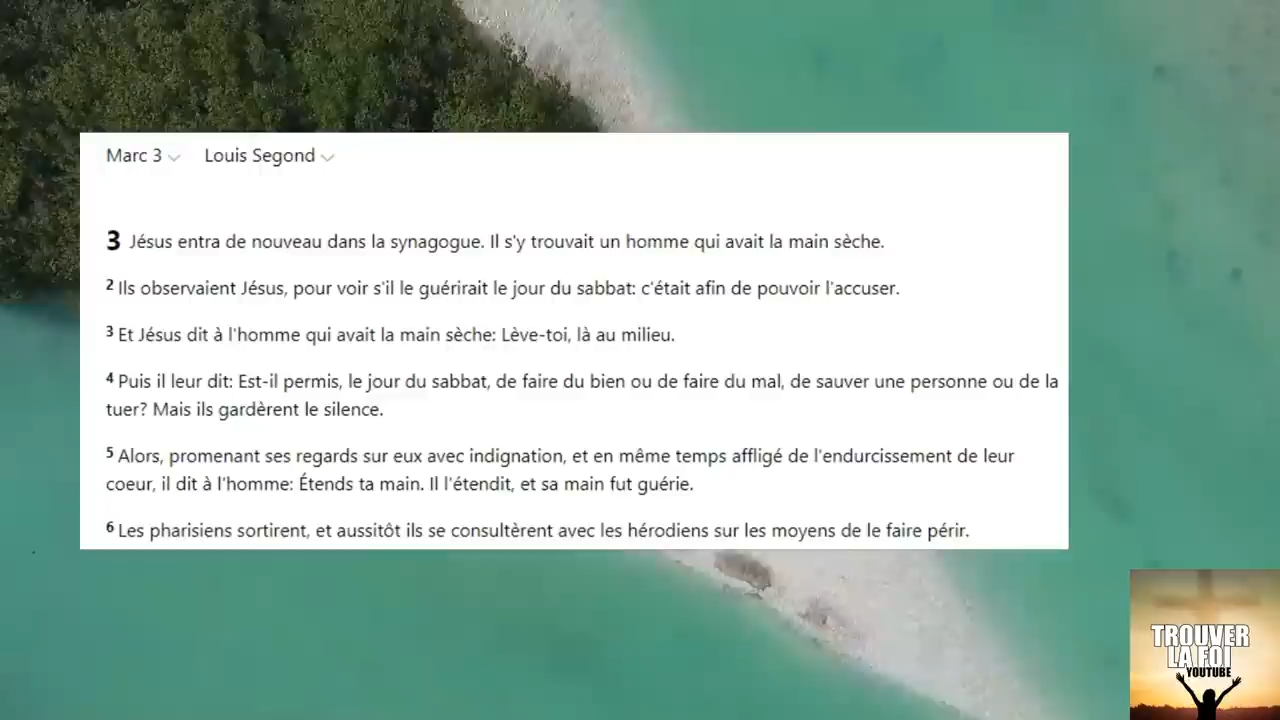 Marc 3 Louis Segond
3 Jésus entra de nouveau dans la synagogue. Il s'y trouvait un homme qui avait la main sèche.
2 Ils observaient Jésus, pour voir s'il le guérirait le jour du sabbat: c'était afin de pouvoir l'accuser.
3 Et Jésus dit à l'homme qui avait la main sèche: Lève-toi, là au milieu.
4 Puis il leur dit: Est-il permis, le jour du sabbat, de faire du bien ou de faire du mal, de sauver une personne ou de la
tuer? Mais ils gardèrent le silence.
5 Alors, promenant ses regards sur eux avec indignation, et en même temps affligé de l'endurcissement de leur
coeur, il dit à l'homme: Étends ta main. Il l'étendit, et sa main fut guérie.
6 Les pharisiens sortirent, et aussitôt ils se consultèrent avec les hérodiens sur les moyens de le faire périr.
TROUVER
LA FOI
YOUTUBE